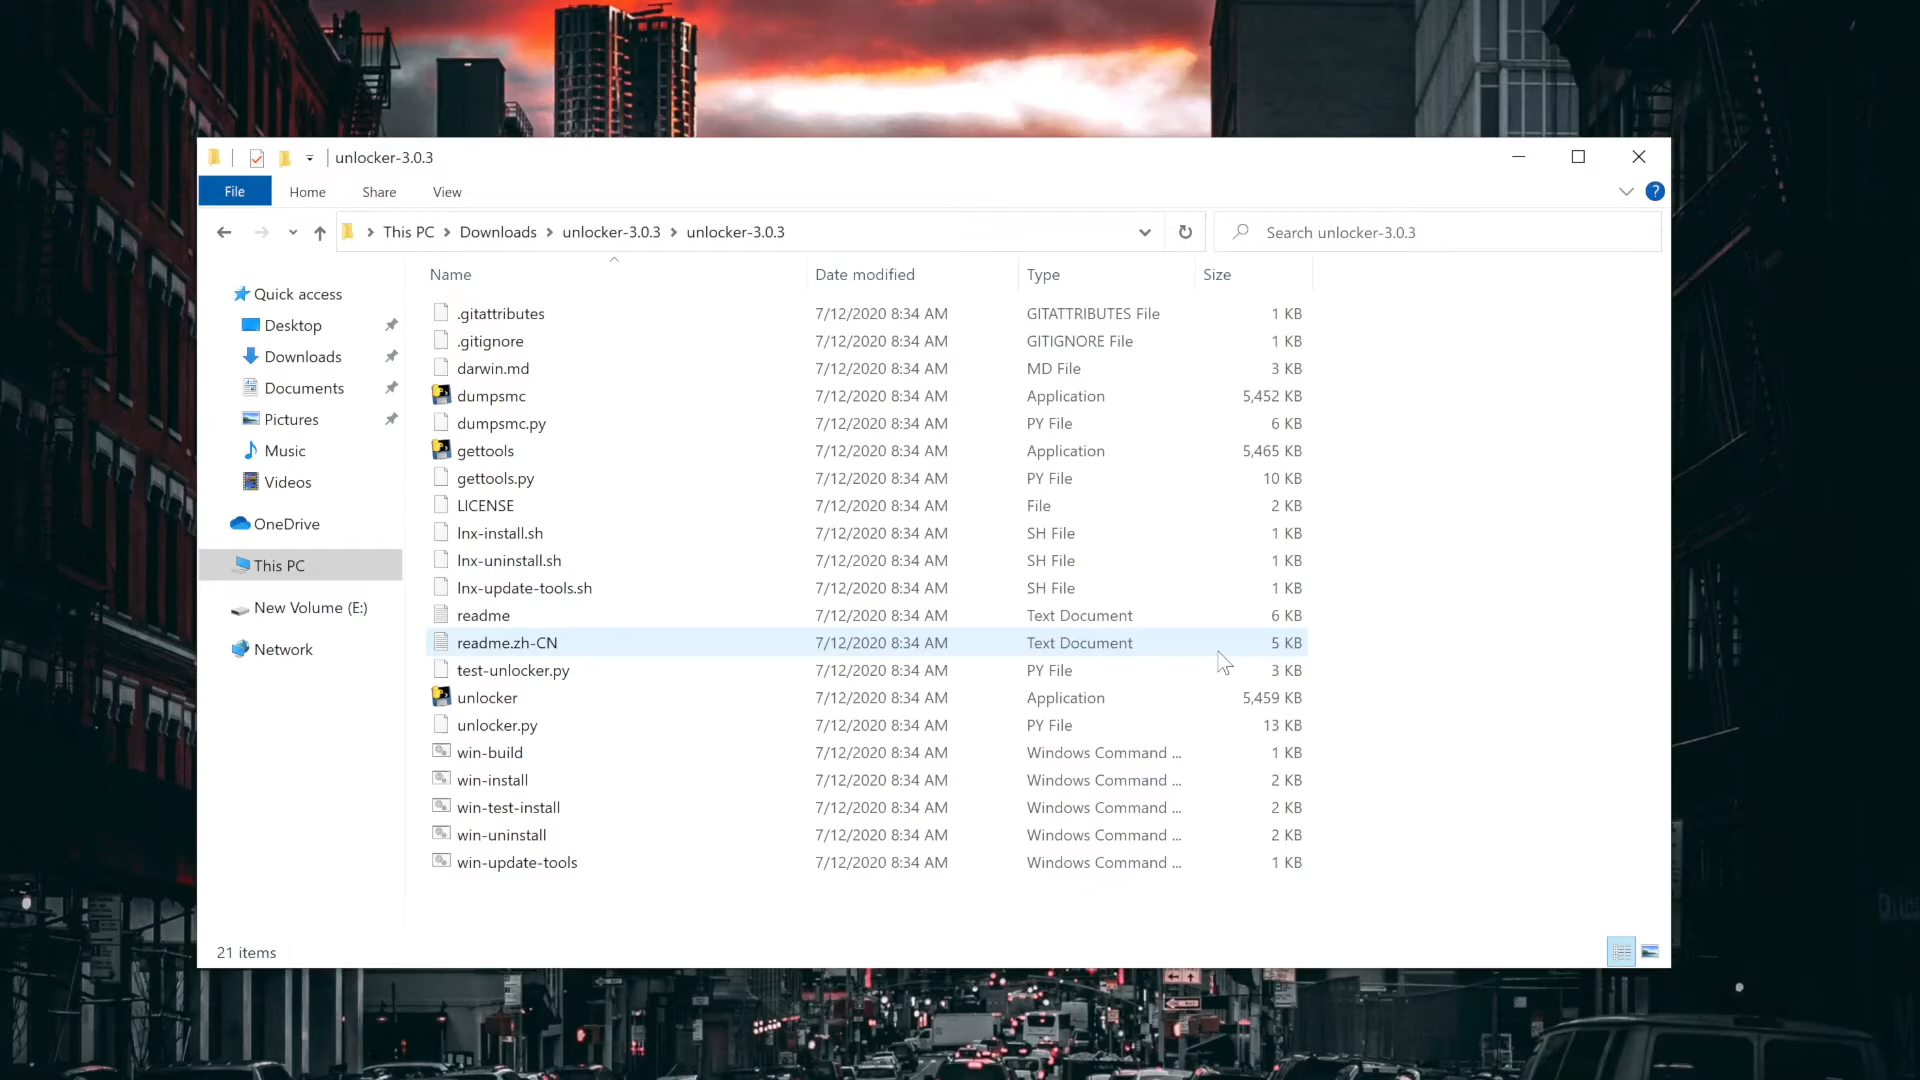 unlocker-3.0.3
File Home Share View
This PC Downloads unlocker-3.0.3 unlocker-3.0.3 Search unlocker-3.0.3
Name Date modified Type Size
Quick access
Desktop
Downloads
Documents
Pictures
Music
Videos
OneDrive
This PC
New Volume (E:)
Network
.gitattributes 7/12/2020 8:34 AM GITATTRIBUTES File 1 KB
.gitignore 7/12/2020 8:34 AM GITIGNORE File 1 KB
darwin.md 7/12/2020 8:34 AM MD File 3 KB
dumpsmc 7/12/2020 8:34 AM Application 5,452 KB
dumpsmc.py 7/12/2020 8:34 AM PY File 6 KB
gettools 7/12/2020 8:34 AM Application 5,465 KB
gettools.py 7/12/2020 8:34 AM PY File 10 KB
LICENSE 7/12/2020 8:34 AM File 2 KB
lnx-install.sh 7/12/2020 8:34 AM SH File 1 KB
lnx-uninstall.sh 7/12/2020 8:34 AM SH File 1 KB
lnx-update-tools.sh 7/12/2020 8:34 AM SH File 1 KB
readme 7/12/2020 8:34 AM Text Document 6 KB
readme.zh-CN 7/12/2020 8:34 AM Text Document 5 KB
test-unlocker.py 7/12/2020 8:34 AM PY File 3 KB
unlocker 7/12/2020 8:34 AM Application 5,459 KB
unlocker.py 7/12/2020 8:34 AM PY File 13 KB
win-build 7/12/2020 8:34 AM Windows Command ... 1 KB
win-install 7/12/2020 8:34 AM Windows Command ... 2 KB
win-test-install 7/12/2020 8:34 AM Windows Command ... 2 KB
win-uninstall 7/12/2020 8:34 AM Windows Command ... 2 KB
win-update-tools 7/12/2020 8:34 AM Windows Command ... 1 KB
21 items